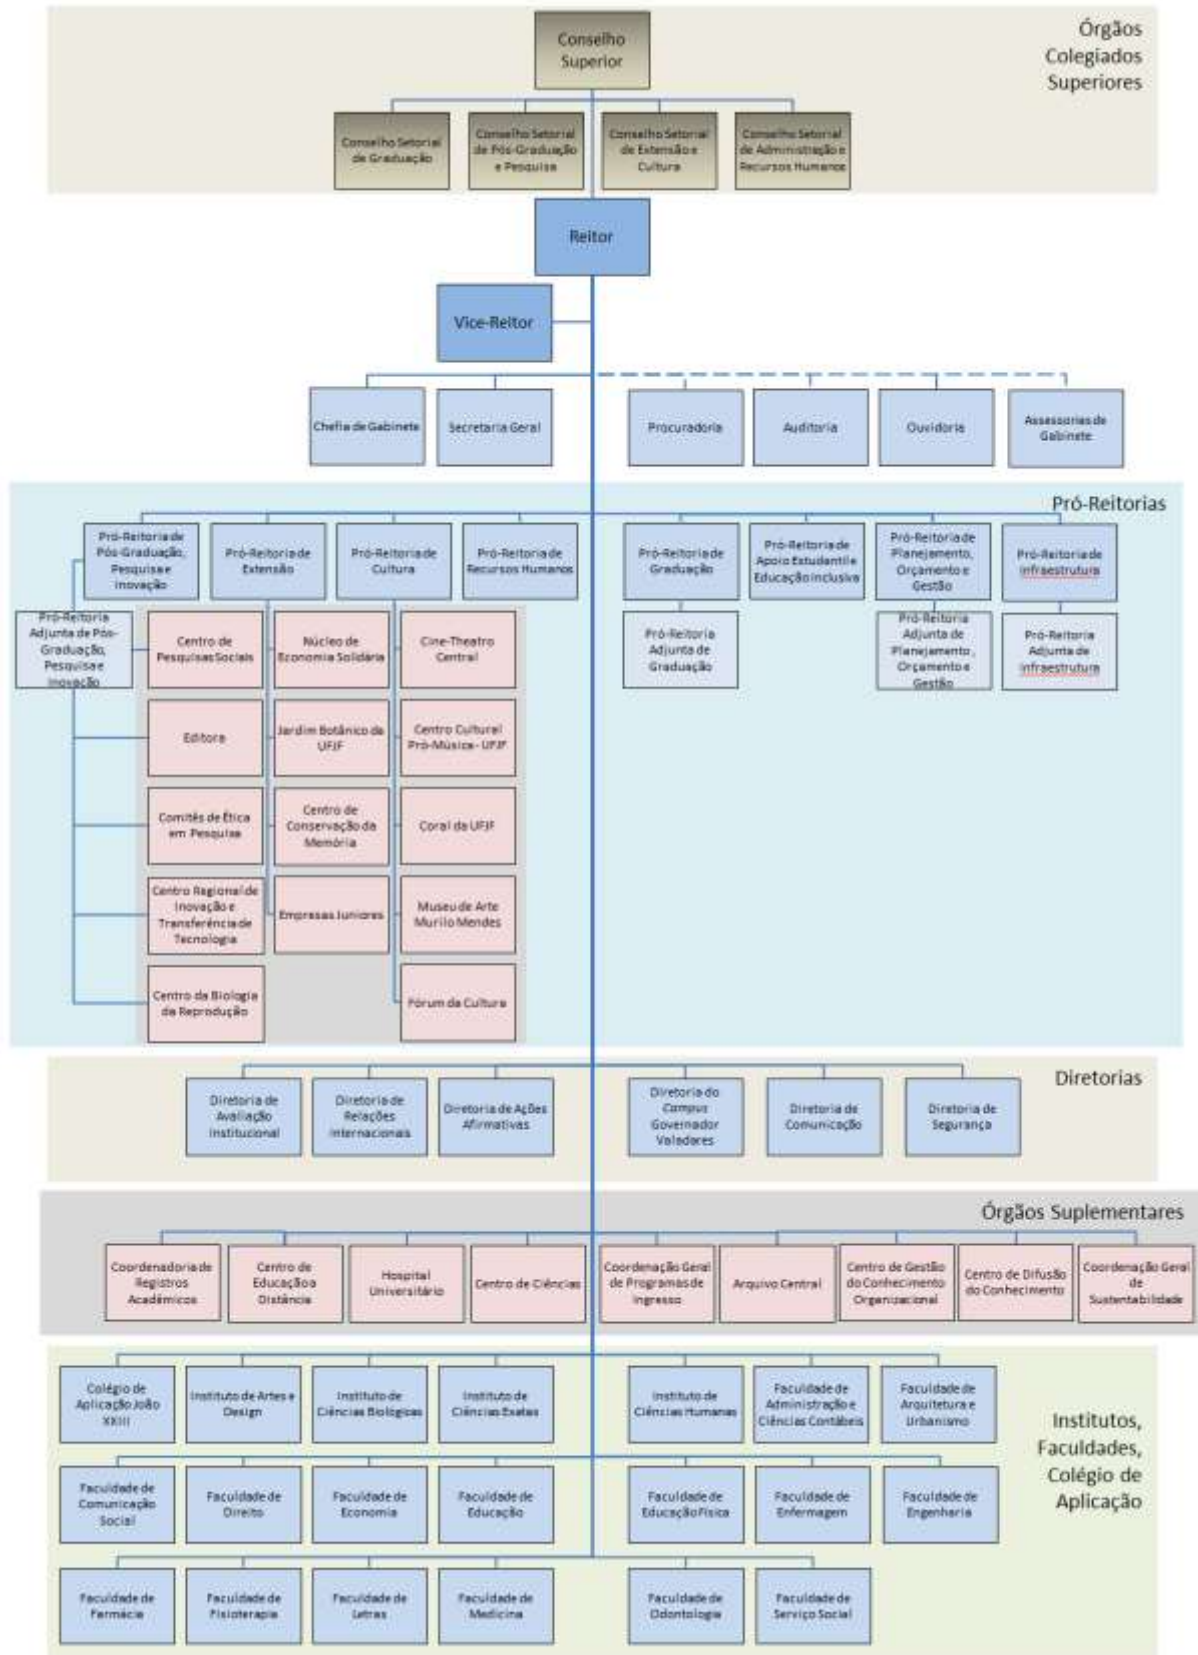 Órgãos
Colegiados
Superiores
Conselho
Superior
Conselho Setorial
de Graduação
Conselho Setorial
de Pós-Graduação
e Pesquisa
Conselho Setorial
de Extensão e
Cultura
Conselho Setorial
de Administração e
Recursos Humanos
Reitor
Vice-Reitor
Chefia de Gabinete
Secretaria Geral
Procuradoria
Auditoria
Ouvidoria
Assessorias de
Gabinete
Pró-Reitorias
Pró-Reitoria de
Pós-Graduação,
Pesquisa e
Inovação
Pró-Reitoria de
Extensão
Pró-Reitoria de
Cultura
Pró-Reitoria de
Recursos Humanos
Pró-Reitoria de
Graduação
Pró-Reitoria de
Apoio Estudantil e
Educação Inclusiva
Pró-Reitoria de
Planejamento,
Orçamento e
Gestão
Pró-Reitoria de
Infraestrutura
Pró-Reitoria
Adjunta de Pós-
Graduação,
Pesquisa e
Inovação
Centro de
Pesquisas Sociais
Núcleo de
Economia Solidária
Cine-Theatro
Central
Pró-Reitoria
Adjunta de
Graduação
Pró-Reitoria
Adjunta de
Planejamento,
Orçamento e
Gestão
Pró-Reitoria
Adjunta de
Infraestrutura
Editora
Jardim Botânico da
UFJF
Centro Cultural
Pró-Música- UFJF
Comitês de Ética
em Pesquisa
Centro de
Conservação da
Memória
Coral da UFJF
Centro Regional de
Inovação e
Transferência de
Tecnologia
Empresas Juniores
Museu de Arte
Murilo Mendes
Centro da Biologia
da Reprodução
Fórum da Cultura
Diretorias
Diretoria de
Avaliação
Institucional
Diretoria de
Relações
Internacionais
Diretoria de Ações
Afirmativas
Diretoria do
Campus
Governador
Valadares
Diretoria de
Comunicação
Diretoria de
Segurança
Órgãos Suplementares
Coordenadoria de
Registros
Acadêmicos
Centro de
Educação a
Distância
Hospital
Universitário
Centro de Ciências
Coordenação Geral
de Programas de
Ingresso
Arquivo Central
Centro de Gestão
do Conhecimento
Organizacional
Centro de Difusão
do Conhecimento
Coordenação Geral
de
Sustentabilidade
Colégio de
Aplicação João
XXIII
Instituto de Artes e
Design
Instituto de
Ciências Biológicas
Instituto de
Ciências Exatas
Instituto de
Ciências Humanas
Faculdade de
Administração e
Ciências Contábeis
Faculdade de
Arquitetura e
Urbanismo
Institutos,
Faculdades,
Colégio de
Aplicação
Faculdade de
Comunicação
Social
Faculdade de
Direito
Faculdade de
Economia
Faculdade de
Educação
Faculdade de
Educação Física
Faculdade de
Enfermagem
Faculdade de
Engenharia
Faculdade de
Farmácia
Faculdade de
Fisioterapia
Faculdade de
Letras
Faculdade de
Medicina
Faculdade de
Odontologia
Faculdade de
Serviço Social